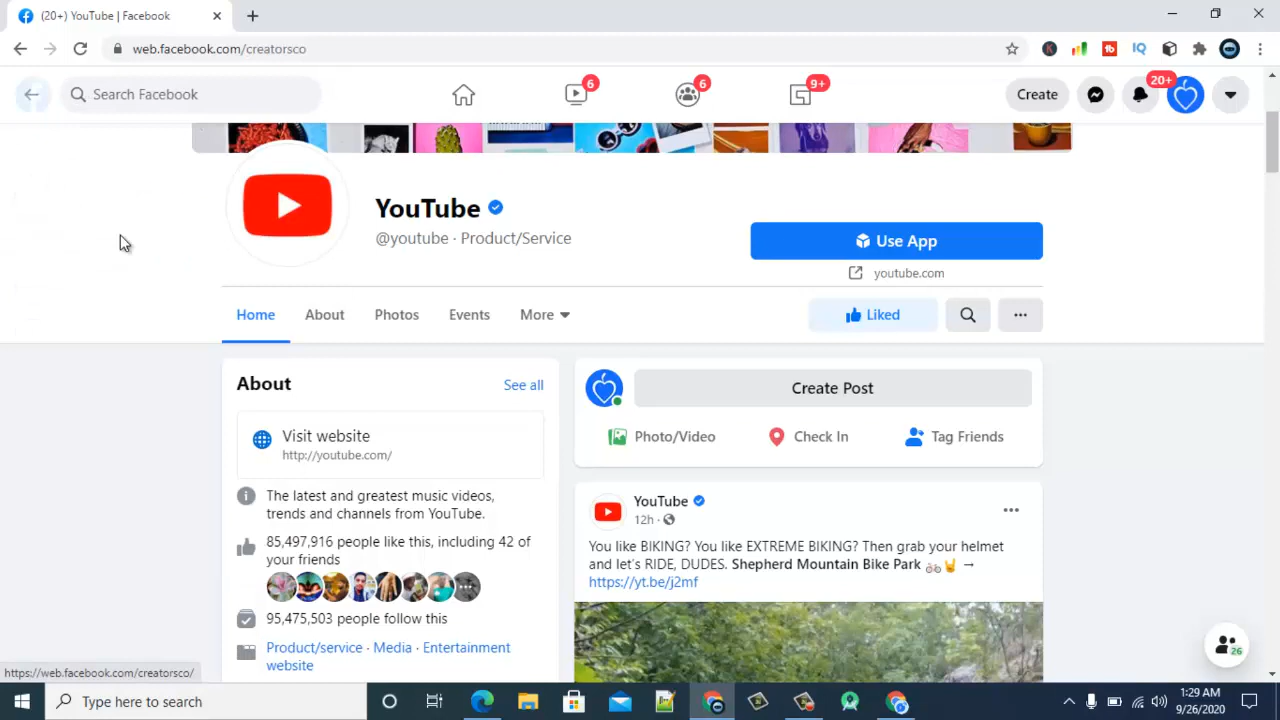 (20+) YouTube | Facebook
web.facebook.com/creatorsco
Search Facebook
6
6
9+
Create
20+
YouTube
@youtube · Product/Service
Use App
youtube.com
Home
About
Photos
Events
More
Liked
About
See all
Visit website
http://youtube.com/
The latest and greatest music videos,
trends and channels from YouTube.
85,497,916 people like this, including 42 of
your friends
95,475,503 people follow this
Product/service · Media · Entertainment
website
Create Post
Photo/Video
Check In
Tag Friends
YouTube
12h ·
You like BIKING? You like EXTREME BIKING? Then grab your helmet
and let's RIDE, DUDES. Shepherd Mountain Bike Park 🚲🤘 →
https://yt.be/j2mf
26
https://web.facebook.com/creatorsco/
Type here to search
1:29 AM
9/26/2020